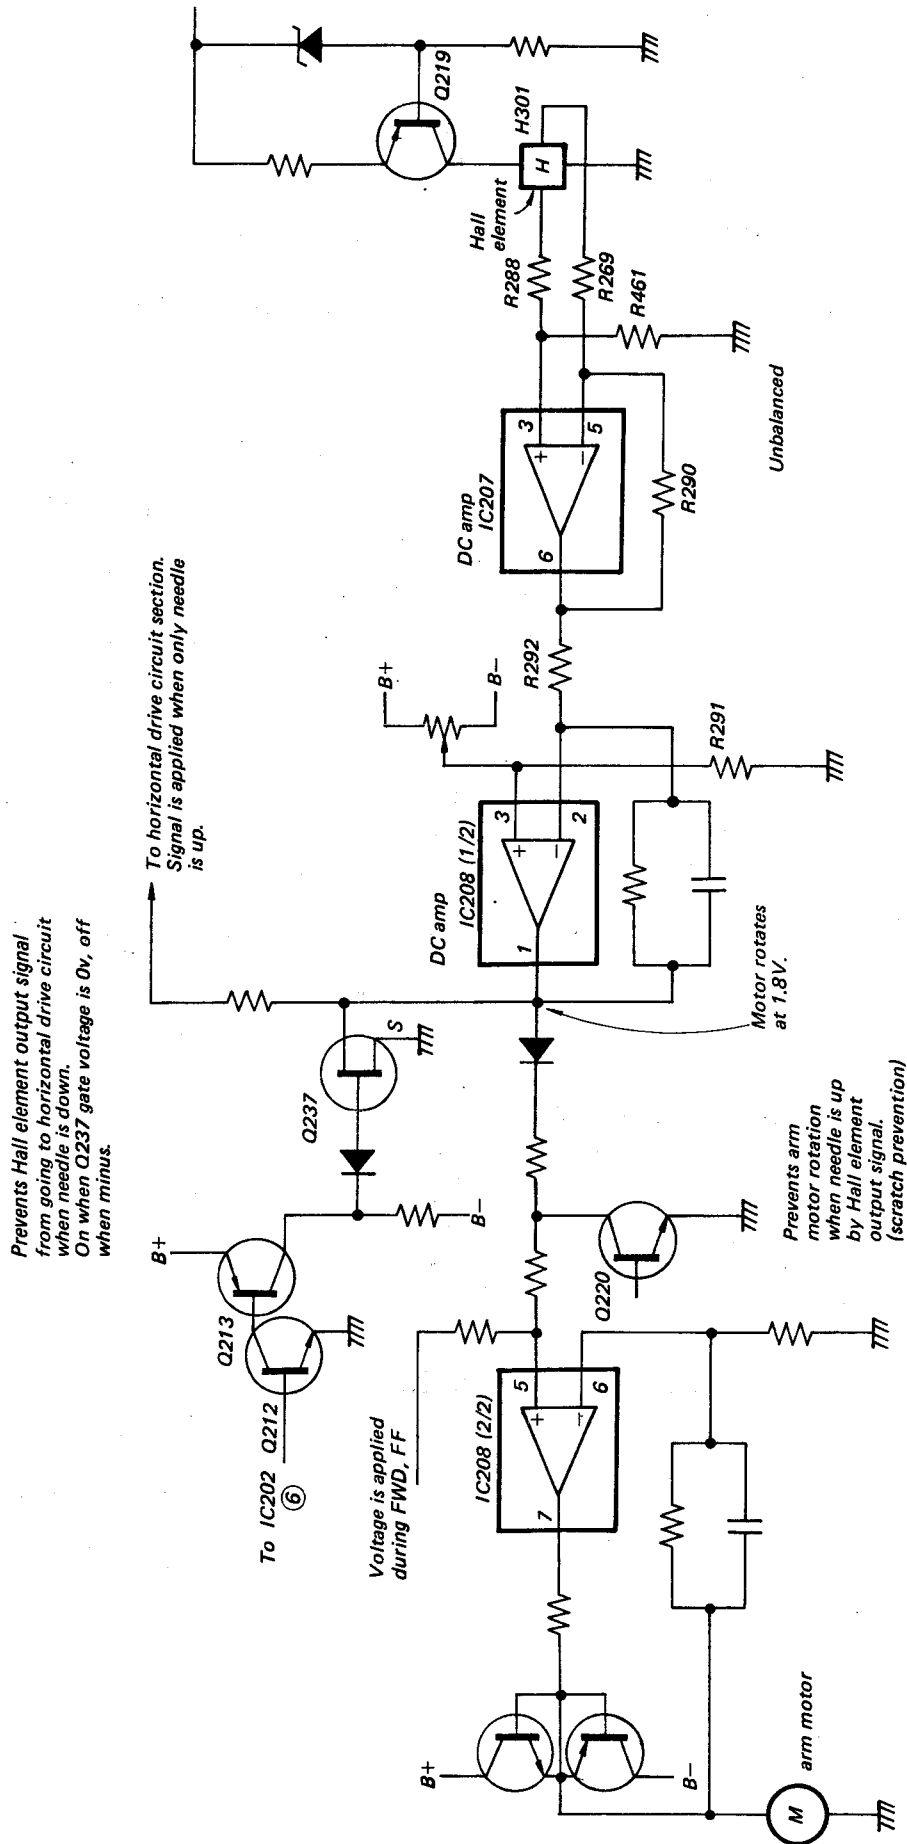 Prevents Hall element output signal
from going to horizontal drive circuit
when needle is down.
On when Q237 gate voltage is 0v, off
when minus.
To horizontal drive circuit section.
Signal is applied when only needle
is up.
B+
Q213
Q212
To IC202 ⑥
B-
Q237
S
Voltage is applied
during FWD, FF
B+
B-
M
arm motor
IC208 (2/2)
7
5
6
+
-
Q220
Prevents arm
motor rotation
when needle is up
by Hall element
output signal.
(scratch prevention)
Motor rotates
at 1.8V.
DC amp
IC208 (1/2)
1
3
2
+
-
B+
B-
R291
R292
DC amp
IC207
6
3
5
+
-
R290
Unbalanced
R288
R269
R461
Hall
element
H
H301
Q219